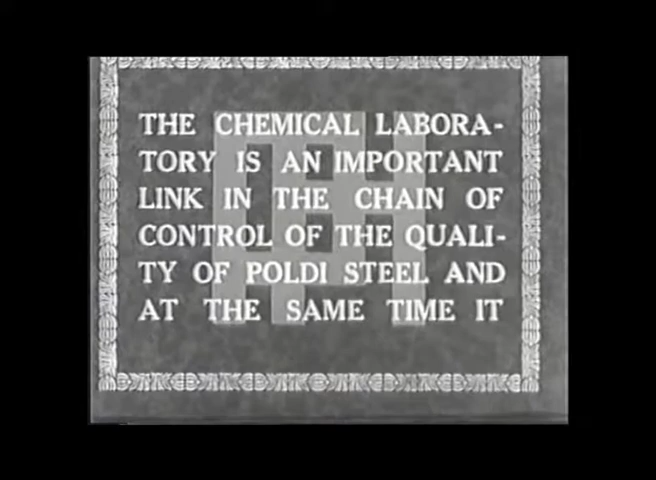 THE CHEMICAL LABORA-
TORY IS AN IMPORTANT
LINK IN THE CHAIN OF
CONTROL OF THE QUALI-
TY OF POLDI STEEL AND
AT THE SAME TIME IT